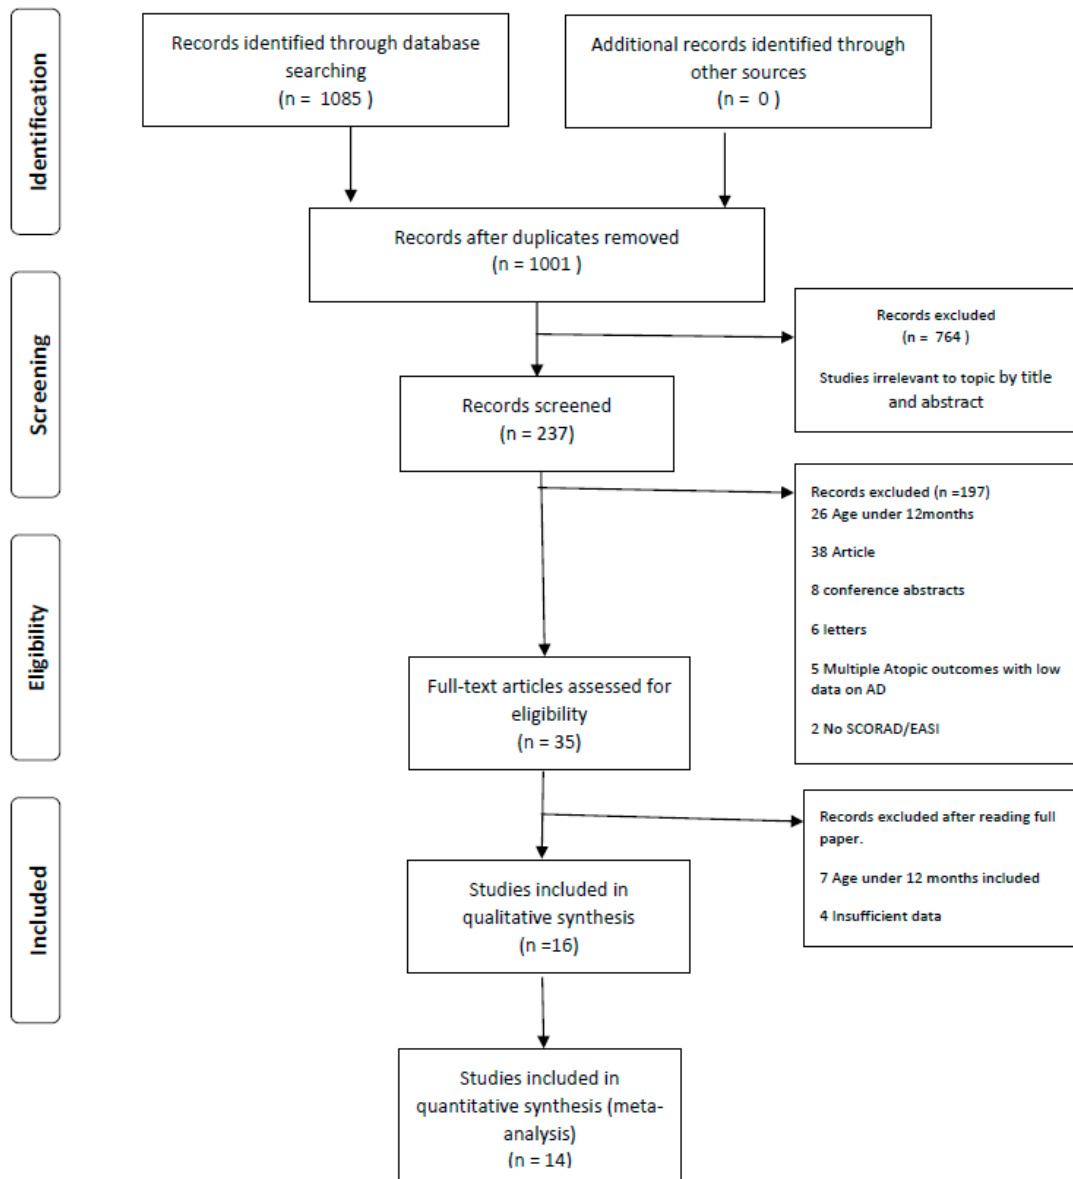 Identification
Records identified through database
searching
(n = 1085 )
Additional records identified through
other sources
(n = 0 )
Records after duplicates removed
(n = 1001 )
Screening
Records excluded
(n = 764 )
Studies irrelevant to topic by title
and abstract
Records screened
(n = 237)
Records excluded (n =197)
26 Age under 12months
38 Article
8 conference abstracts
6 letters
5 Multiple Atopic outcomes with low
data on AD
2 No SCORAD/EASI
Eligibility
Full-text articles assessed for
eligibility
(n = 35)
Records excluded after reading full
paper.
7 Age under 12 months included
4 Insufficient data
Included
Studies included in
qualitative synthesis
(n =16)
Studies included in
quantitative synthesis (meta-
analysis)
(n = 14)